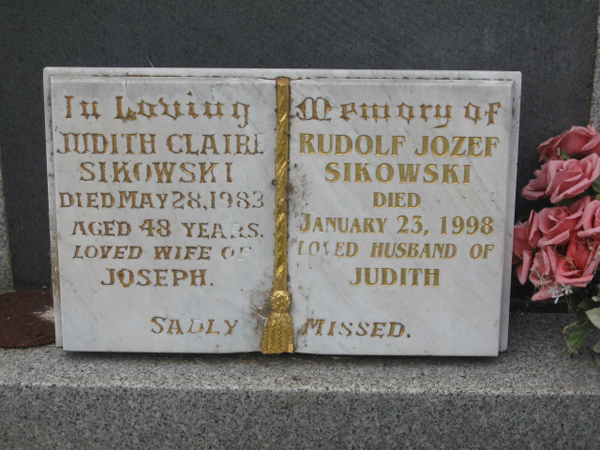 In Loving Memory of
JUDITH CLAIRE
SIKOWSKI
DIED MAY 28, 1983
AGED 48 YEARS.
LOVED WIFE OF
JOSEPH.
RUDOLF JOZEF
SIKOWSKI
DIED
JANUARY 23, 1998
LOVED HUSBAND OF
JUDITH
SADLY MISSED.